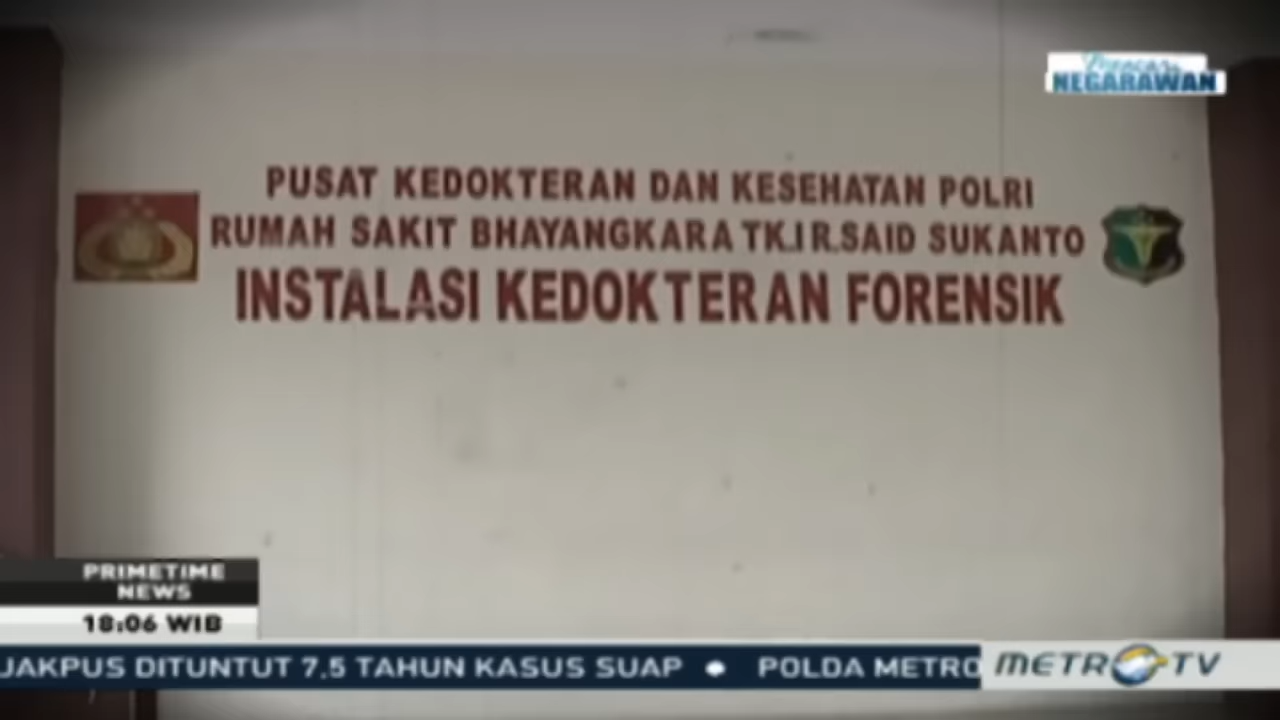 Mencari
NEGARAWAN
PUSAT KEDOKTERAN DAN KESEHATAN POLRI
RUMAH SAKIT BHAYANGKARA TK.I R.SAID SUKANTO
INSTALASI KEDOKTERAN FORENSIK
PRIMETIME
NEWS
18:06 WIB
JAKPUS DITUNTUT 7,5 TAHUN KASUS SUAP ● POLDA METRO
METRO TV